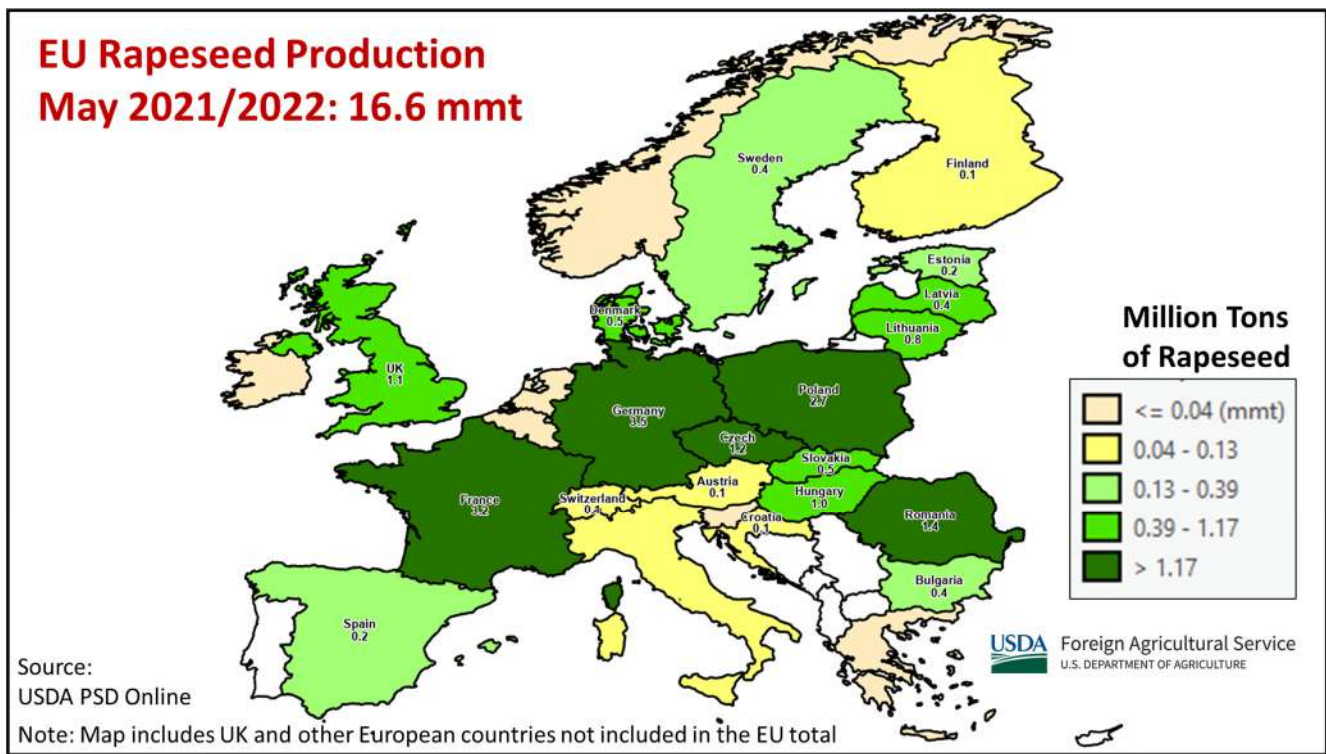 EU Rapeseed Production
May 2021/2022: 16.6 mmt
Sweden
0.4
Finland
0.1
Estonia
0.2
Latvia
0.4
Lithuania
0.8
Denmark
0.5
UK
1.1
Germany
3.5
Poland
2.7
Czech
1.2
Slovakia
0.5
Austria
0.1
Hungary
1.0
France
3.2
Switzerland
0.1
Croatia
0.1
Romania
1.4
Bulgaria
0.4
Spain
0.2
Million Tons
of Rapeseed
<= 0.04 (mmt)
0.04 - 0.13
0.13 - 0.39
0.39 - 1.17
> 1.17
USDA
Foreign Agricultural Service
U.S. DEPARTMENT OF AGRICULTURE
Source:
USDA PSD Online
Note: Map includes UK and other European countries not included in the EU total